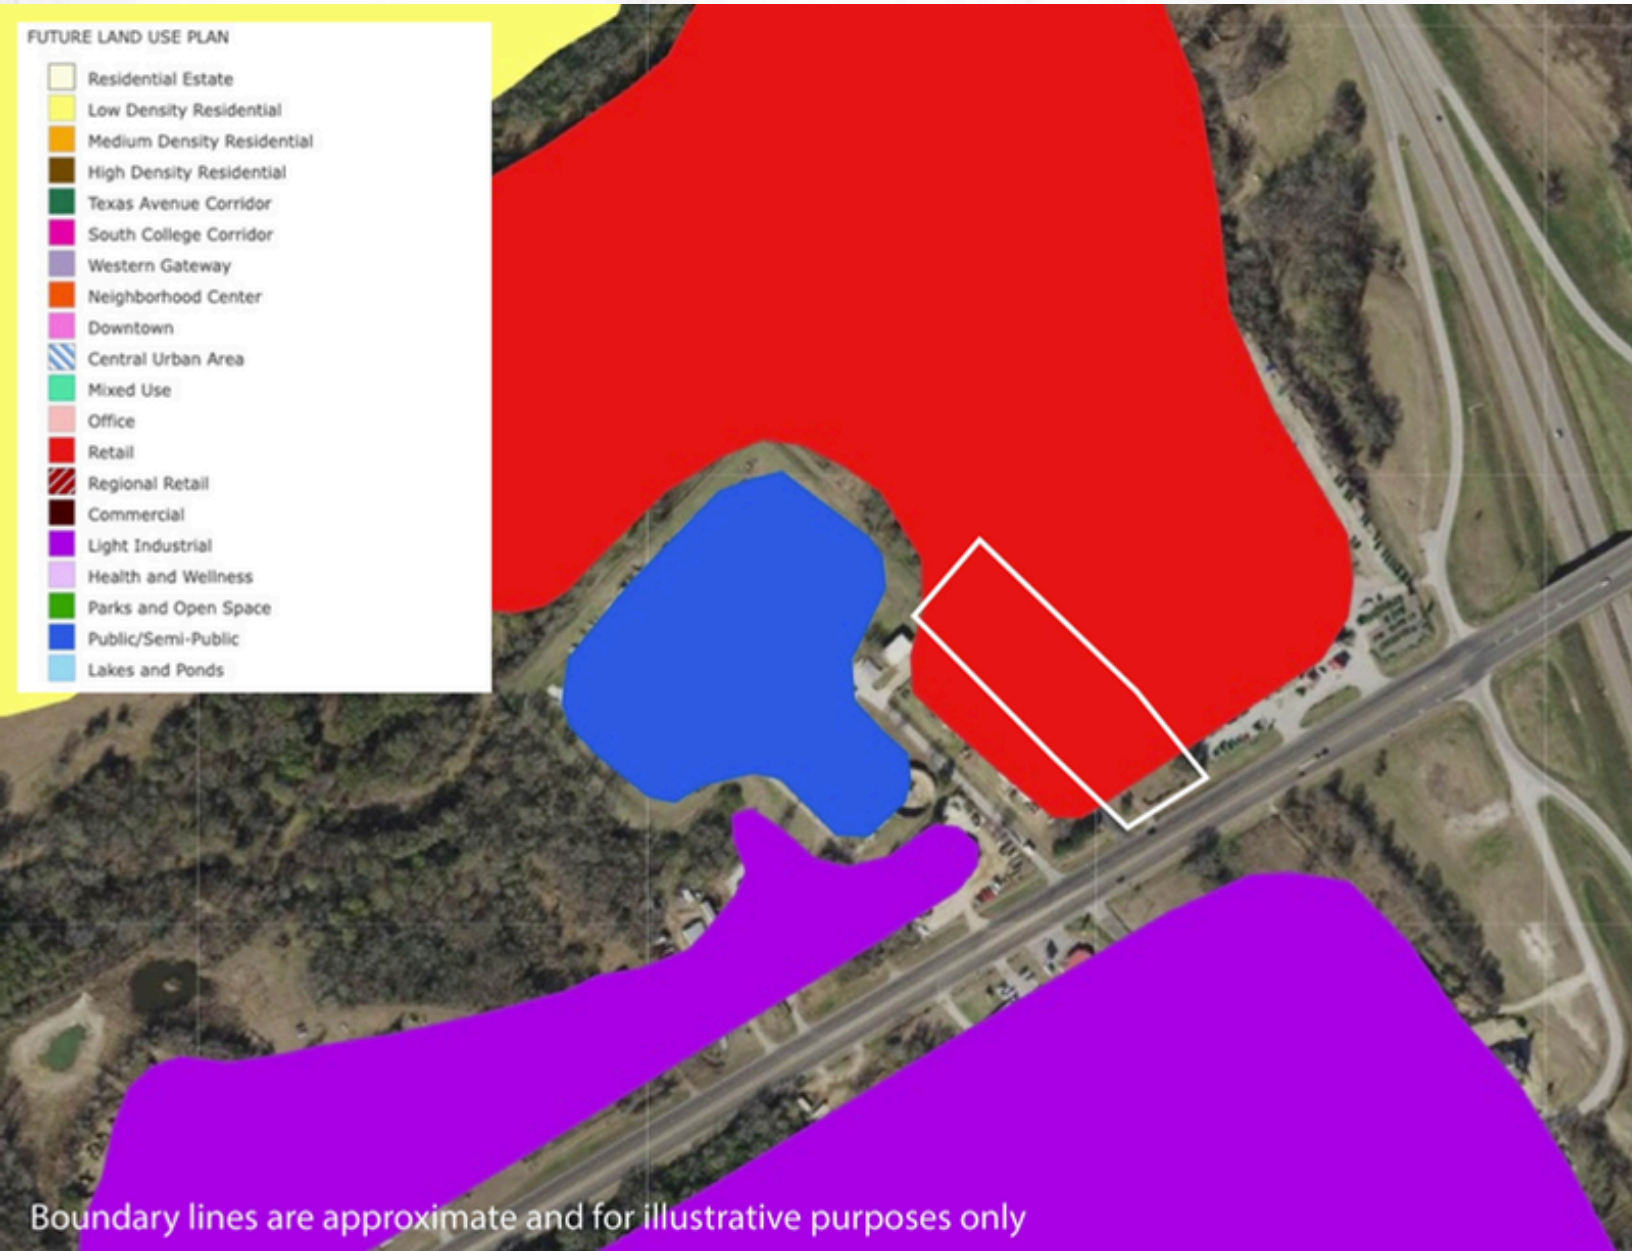 FUTURE LAND USE PLAN
Residential Estate
Low Density Residential
Medium Density Residential
High Density Residential
Texas Avenue Corridor
South College Corridor
Western Gateway
Neighborhood Center
Downtown
Central Urban Area
Mixed Use
Office
Retail
Regional Retail
Commercial
Light Industrial
Health and Wellness
Parks and Open Space
Public/Semi-Public
Lakes and Ponds
Boundary lines are approximate and for illustrative purposes only